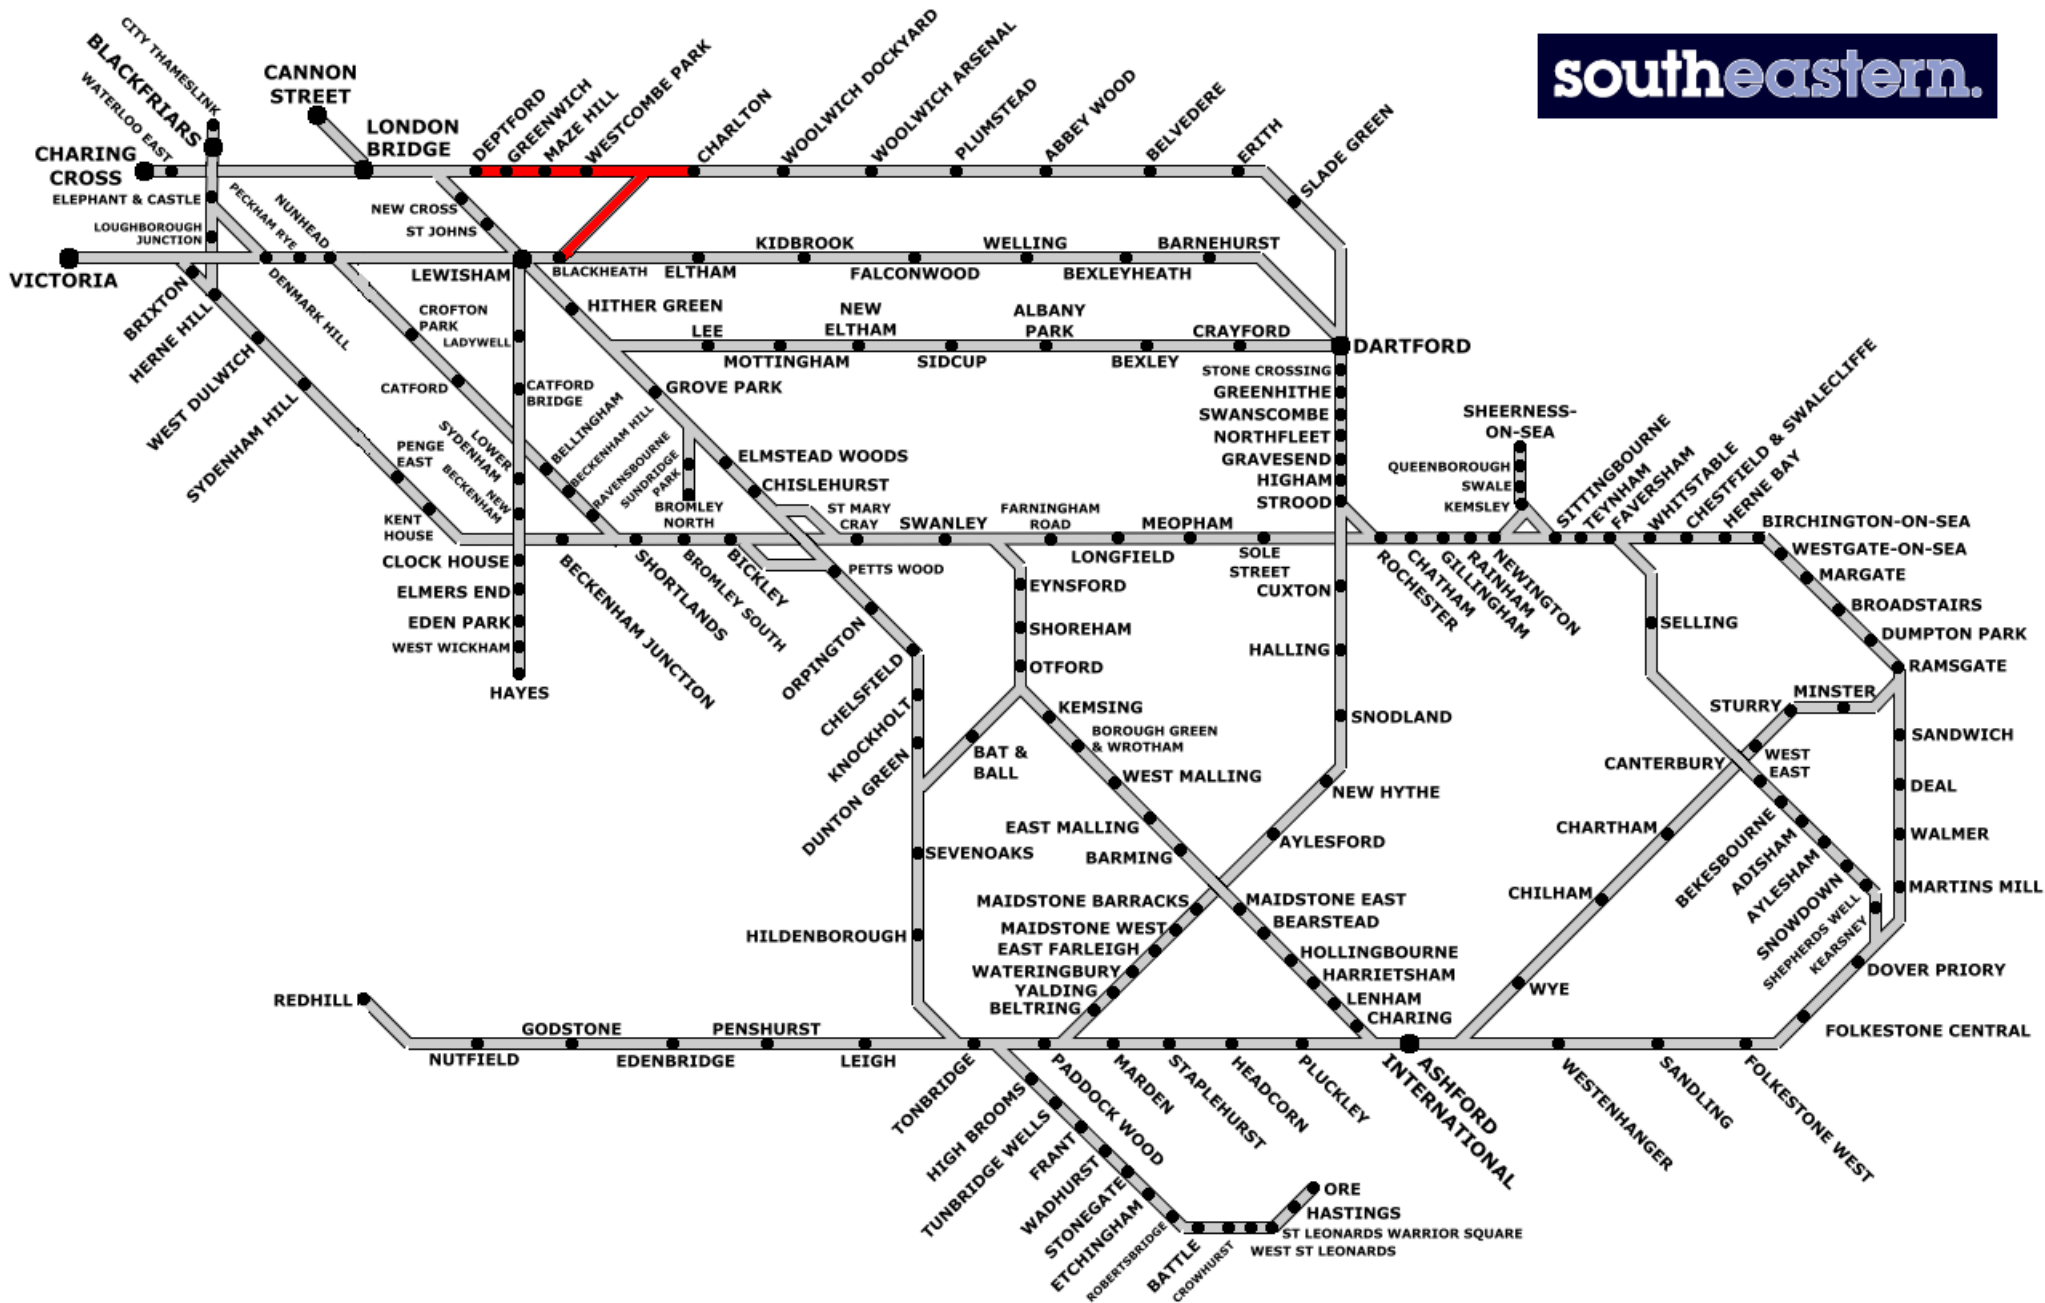 CITY THAMESLINK
BLACKFRIARS
WATERLOO EAST
CANNON
STREET
LONDON
BRIDGE
CHARING
CROSS
DEPTFORD
GREENWICH
MAZE HILL
WESTCOMBE PARK
CHARLTON
WOOLWICH DOCKYARD
WOOLWICH ARSENAL
PLUMSTEAD
ABBY WOOD
BELVEDERE
ERITH
SLADE GREEN
southeastern.
ELEPHANT & CASTLE
PECKHAM RYE
NUNHEAD
NEW CROSS
ST JOHNS
LOUGHBOROUGH
JUNCTION
VICTORIA
LEWISHAM
BLACKHEATH
ELTHAM
KIDBROOK
FALCONWOOD
WELLING
BEXLEYHEATH
BARNEHURST
BRIXTON
HERNE HILL
DENMARK HILL
WEST DULWICH
SYDENHAM HILL
CROFTON
PARK
LADYWELL
HITHER GREEN
LEE
MOTTINGHAM
NEW
ELTHAM
SIDCUP
ALBANY
PARK
BEXLEY
CRAYFORD
DARTFORD
CATFORD
CATFORD
BRIDGE
GROVE PARK
STONE CROSSING
GREENHITHE
SWANSCOMBE
NORTHFLEET
GRAVESEND
HIGHAM
STROOD
PENGE
EAST
LOWER
SYDENHAM
NEW
BECKENHAM
BELLINGHAM
BECKENHAM HILL
RAVENSBOURNE
SUNDRIDGE
PARK
BROMLEY
NORTH
ELMSTEAD WOODS
CHISLEHURST
KENT
HOUSE
ST MARY
CRAY
SWANLEY
FARNINGHAM
ROAD
LONGFIELD
MEOPHAM
SOLE
STREET
SHEERNESS-
ON-SEA
QUEENBOROUGH
SWALE
KEMSLEY
SITTINGBOURNE
TEYNHAM
FAVERSHAM
WHITSTABLE
CHESTFIELD & SWALECLIFFE
HERNE BAY
BIRCHINGTON-ON-SEA
WESTGATE-ON-SEA
MARGATE
BROADSTAIRS
DUMPTON PARK
RAMSGATE
CLOCK HOUSE
ELMERS END
EDEN PARK
WEST WICKHAM
HAYES
BECKENHAM JUNCTION
SHORTLANDS
BROMLY SOUTH
BICKLEY
PETTS WOOD
ORPINGTON
CHELSFIELD
KNOCKHOLT
DUNTON GREEN
EYNSFORD
SHOREHAM
OTFORD
CUXTON
HALLING
SNODLAND
NEW HYTHE
AYLESFORD
ROCHESTER
CHATHAM
GILLINGHAM
RAINHAM
NEWINGTON
SELLING
STURRY
MINSTER
SANDWICH
DEAL
WALMER
MARTINS MILL
CANTERBURY
WEST
EAST
KEMSING
BOROUGH GREEN
& WROTHAM
BAT &
BALL
WEST MALLING
EAST MALLING
BARMING
SEVENOAKS
HILDENBOROUGH
CHARTHAM
CHILHAM
WYE
BEKESBOURNE
ADISHAM
AYLESHAM
SNOWDOWN
SHEPHERDS WELL
KEARSNEY
DOVER PRIORY
FOLKESTONE CENTRAL
MAIDSTONE BARRACKS
MAIDSTONE WEST
EAST FARLEIGH
WATERINGBURY
YALDING
BELTRING
MAIDSTONE EAST
BEARSTEAD
HOLLINGBOURNE
HARRIETSHAM
LENHAM
CHARING
REDHILL
NUTFIELD
GODSTONE
EDENBRIDGE
PENSHURST
LEIGH
TONBRIDGE
PADDOCK WOOD
MARDEN
STAPLEHURST
HEADCORN
PLUCKLEY
ASHFORD
INTERNATIONAL
WESTENHANGER
SANDLING
FOLKESTONE WEST
HIGH BROOMS
TUNBRIDGE WELLS
FRANT
WADHURST
STONEGATE
ETCHINGHAM
ROBERTSBRIDGE
BATTLE
CROWHURST
WEST ST LEONARDS
ST LEONARDS WARRIOR SQUARE
HASTINGS
ORE